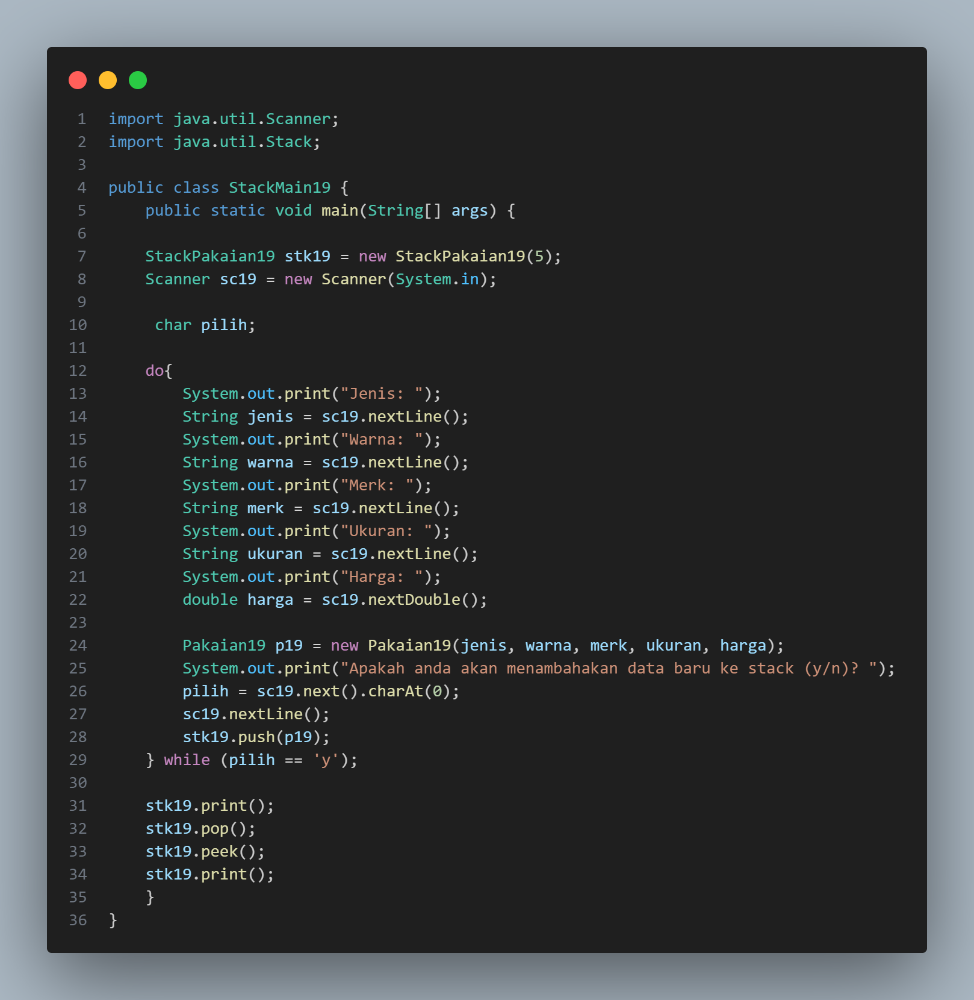 1 import java.util.Scanner;
2 import java.util.Stack;
3
4 public class StackMain19 {
5     public static void main(String[] args) {
6
7     StackPakaian19 stk19 = new StackPakaian19(5);
8     Scanner sc19 = new Scanner(System.in);
9
10      char pilih;
11
12     do{
13         System.out.print("Jenis: ");
14         String jenis = sc19.nextLine();
15         System.out.print("Warna: ");
16         String warna = sc19.nextLine();
17         System.out.print("Merk: ");
18         String merk = sc19.nextLine();
19         System.out.print("Ukuran: ");
20         String ukuran = sc19.nextLine();
21         System.out.print("Harga: ");
22         double harga = sc19.nextDouble();
23
24         Pakaian19 p19 = new Pakaian19(jenis, warna, merk, ukuran, harga);
25         System.out.print("Apakah anda akan menambahakan data baru ke stack (y/n)? ");
26         pilih = sc19.next().charAt(0);
27         sc19.nextLine();
28         stk19.push(p19);
29     } while (pilih == 'y');
30
31     stk19.print();
32     stk19.pop();
33     stk19.peek();
34     stk19.print();
35     }
36 }